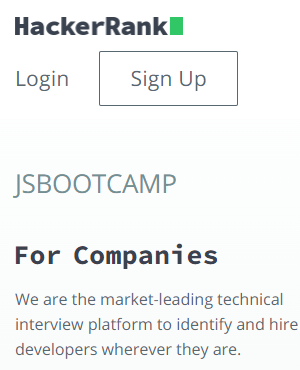 HackerRank
Login
Sign Up
JSBOOTCAMP
For Companies
We are the market-leading technical
interview platform to identify and hire
developers wherever they are.